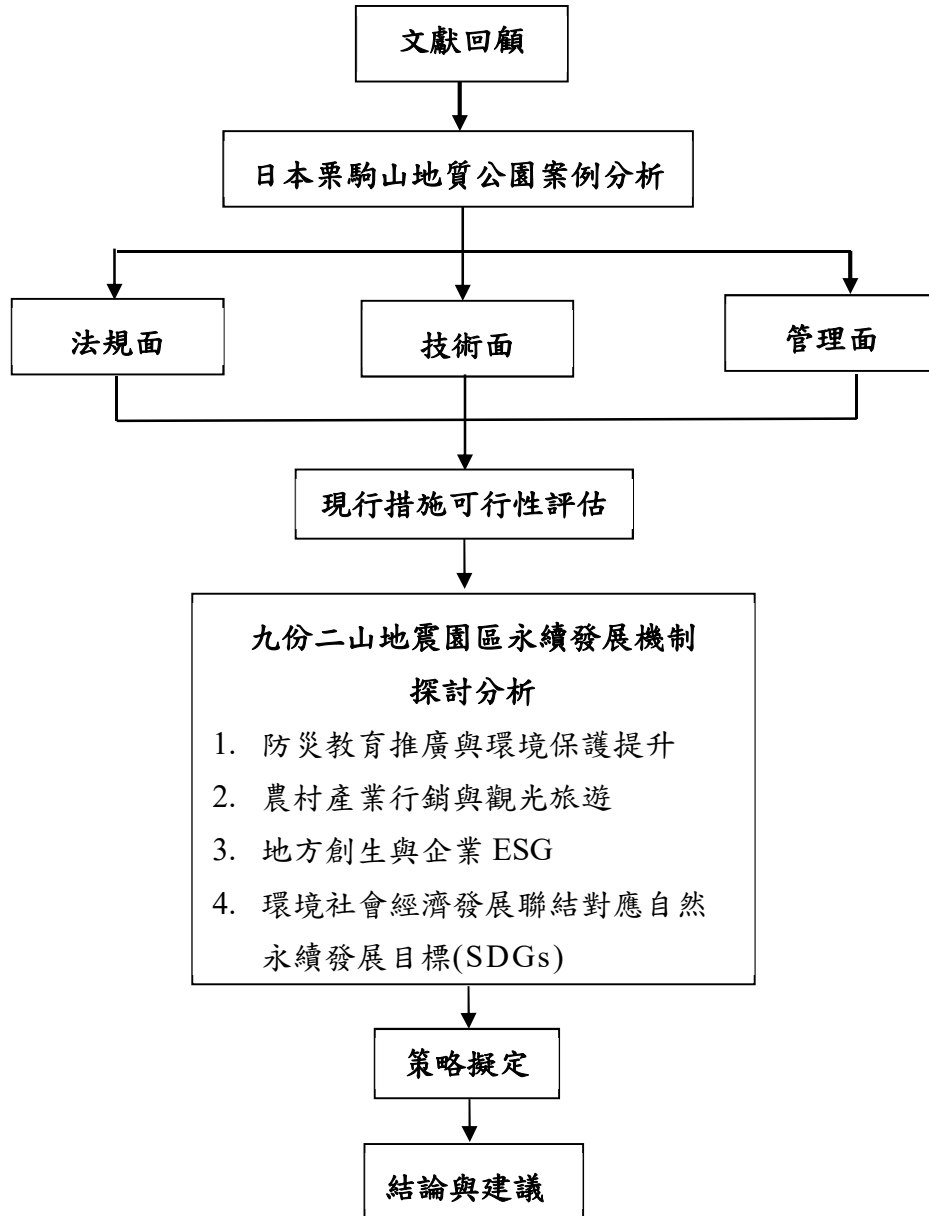 文獻回顧
日本栗駒山地質公園案例分析
法規面
技術面
管理面
現行措施可行性評估
九份二山地震園區永續發展機制
探討分析
1. 防災教育推廣與環境保護提升
2. 農村產業行銷與觀光旅遊
3. 地方創生與企業 ESG
4. 環境社會經濟發展聯結對應自然
永續發展目標(SDGs)
策略擬定
結論與建議